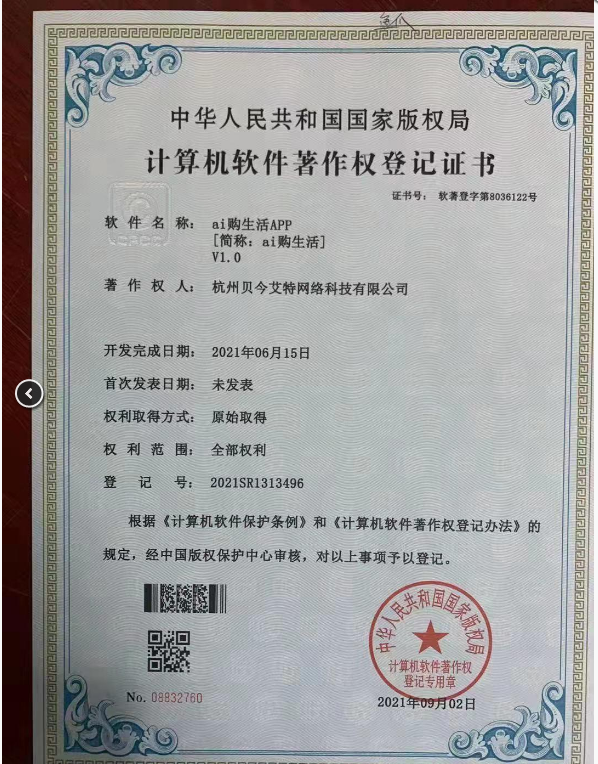 中华人民共和国国家版权局
计算机软件著作权登记证书
证书号： 软著登字第8036122号
软件名称： ai购生活APP
[简称：ai购生活]
V1.0
著作权人： 杭州贝今艾特网络科技有限公司
开发完成日期： 2021年06月15日
首次发表日期： 未发表
权利取得方式： 原始取得
权利范围： 全部权利
登记号： 2021SR1313496
根据《计算机软件保护条例》和《计算机软件著作权登记办法》的
规定，经中国版权保护中心审核，对以上事项予以登记。
中华人民共和国国家版权局
计算机软件著作权
登记专用章
No. 08832760
2021年09月02日